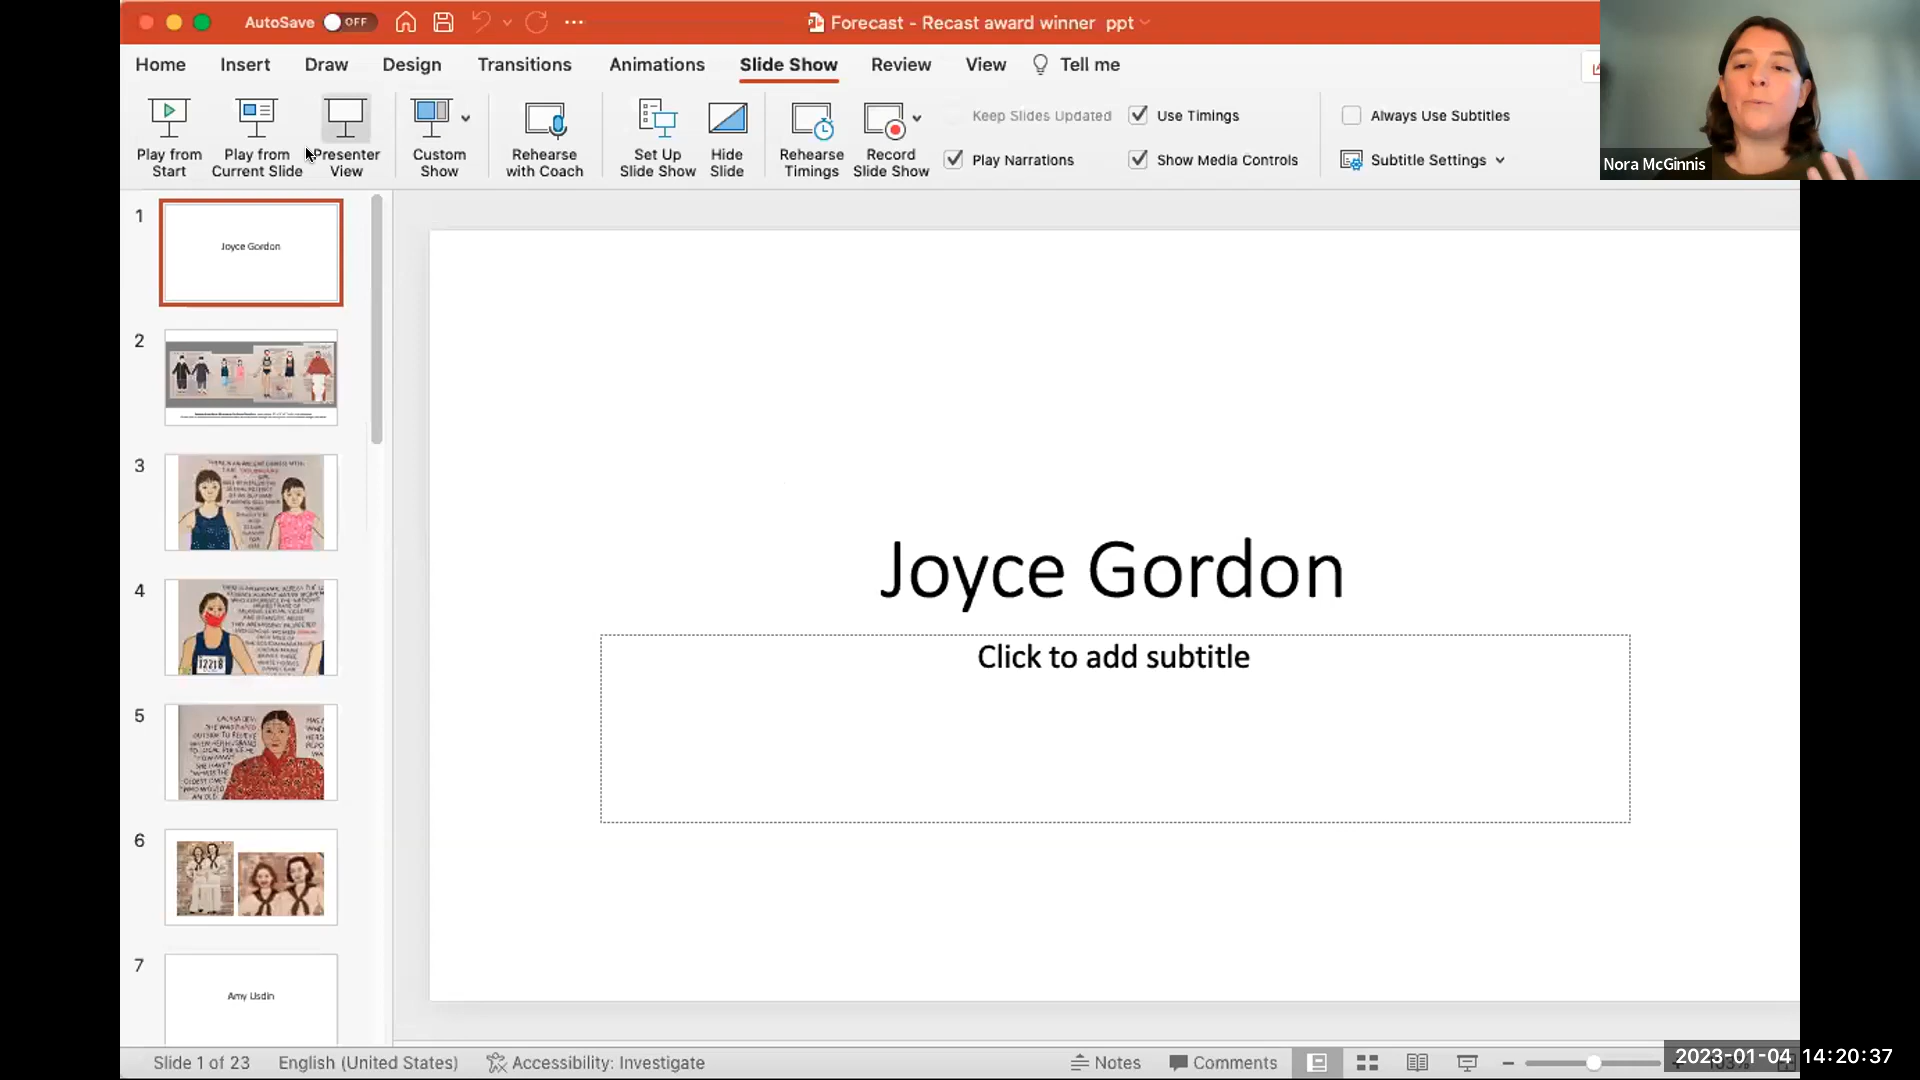 AutoSave OFF
Forecast - Recast award winner ppt
Home Insert Draw Design Transitions Animations Slide Show Review View Tell me
Play from Start
Play from Current Slide
Presenter View
Custom Show
Rehearse with Coach
Set Up Slide Show
Hide Slide
Rehearse Timings
Record Slide Show
Keep Slides Updated
Play Narrations
Use Timings
Show Media Controls
Always Use Subtitles
Subtitle Settings
Nora McGinnis
1
Joyce Gordon
2
3
4
12218
5
6
7
Amy Usdin
Joyce Gordon
Click to add subtitle
Slide 1 of 23 English (United States) Accessibility: Investigate Notes Comments
2023-01-04 14:20:37